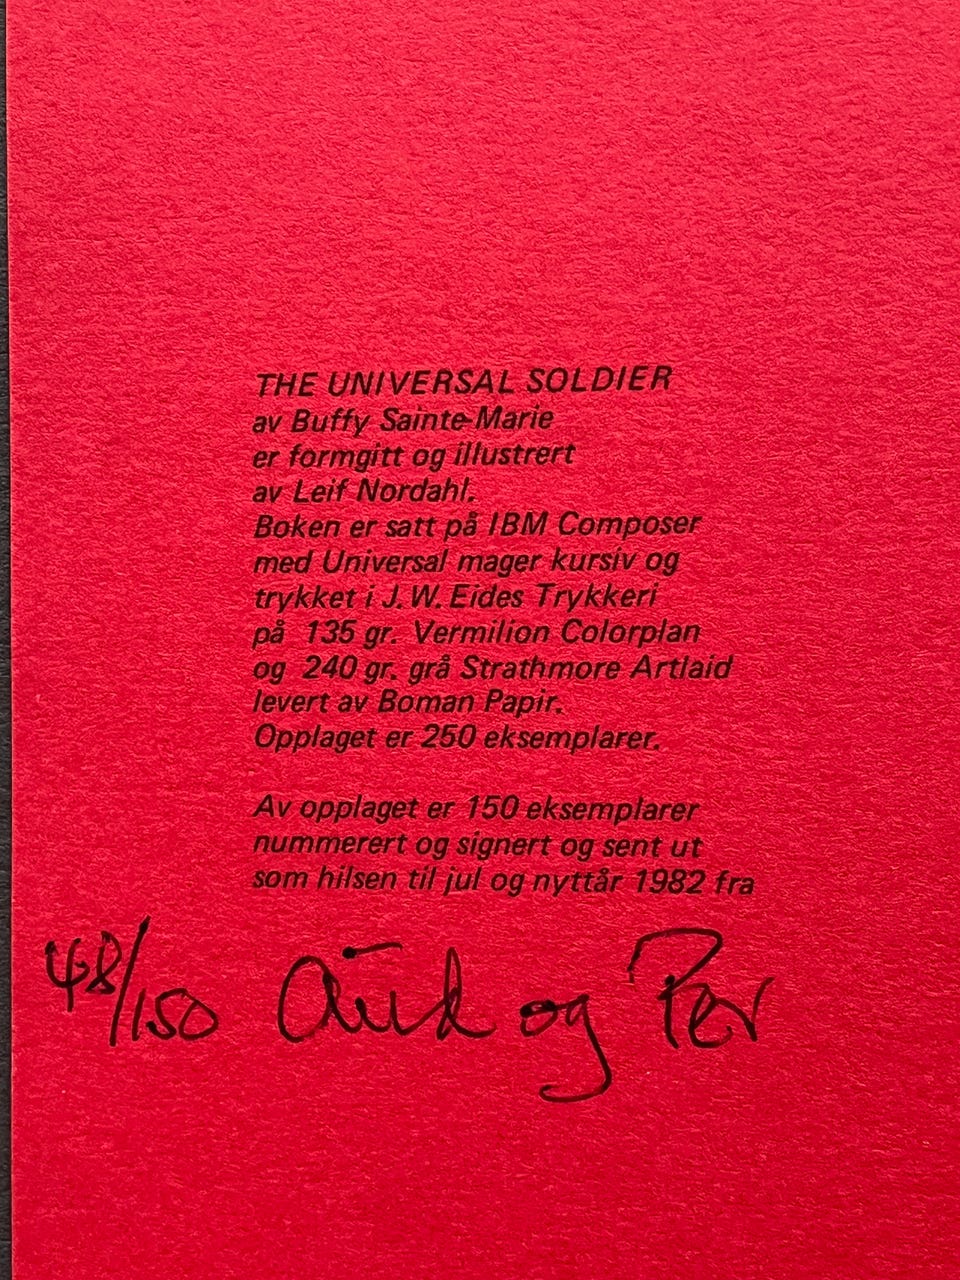 THE UNIVERSAL SOLDIER
av Buffy Sainte-Marie
er formgitt og illustrert
av Leif Nordahl.
Boken er satt på IBM Composer
med Universal mager kursiv og
trykket i J.W. Eides Trykkeri
på 135 gr. Vermilion Colorplan
og 240 gr. grå Strathmore Artlaid
levert av Boman Papir.
Opplaget er 250 eksemplarer.
Av opplaget er 150 eksemplarer
nummerert og signert og sent ut
som hilsen til jul og nyttår 1982 fra
48/150 Aud og Per